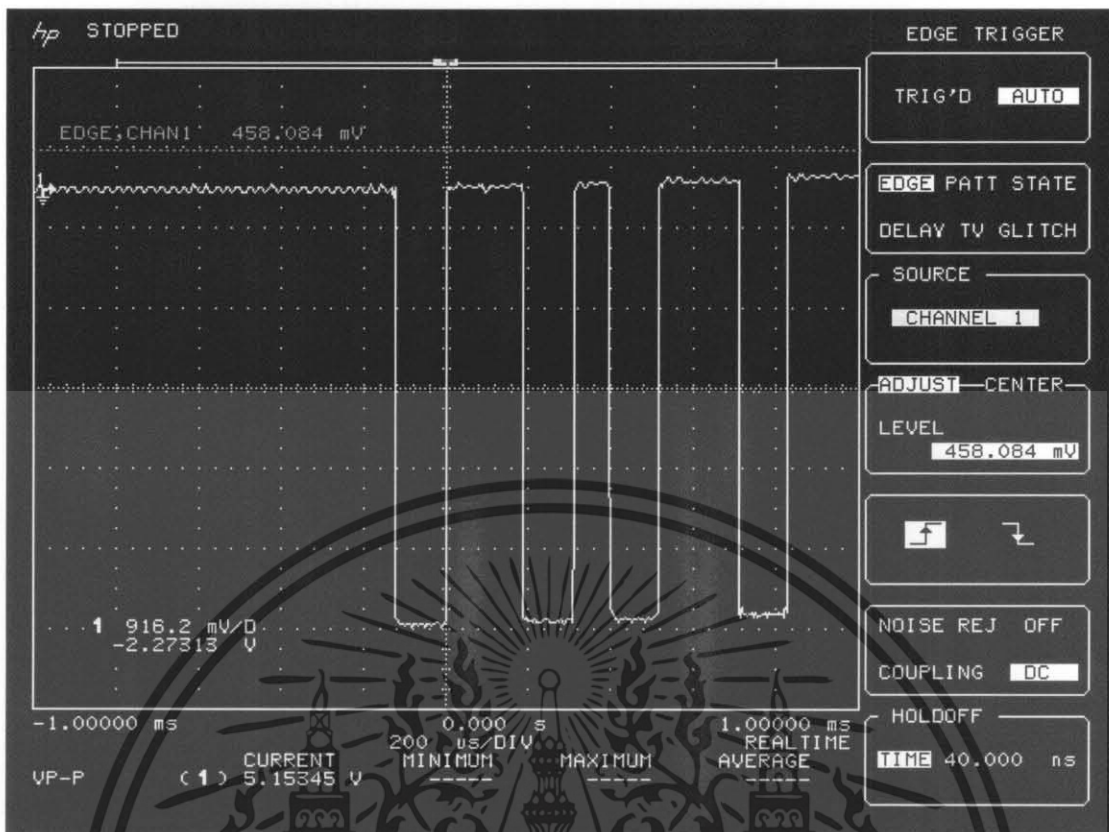 hp STOPPED
EDGE TRIGGER
TRIG'D AUTO
EDGE,CHAN1 458.084 mV
1
EDGE PATT STATE
DELAY TV GLITCH
SOURCE
CHANNEL 1
ADJUST CENTER
LEVEL
458.084 mV
1 916.2 mV/D
-2.27313 V
NOISE REJ OFF
COUPLING DC
HOLDOFF
TIME 40.000 ns
-1.00000 ms 0.000 s 1.00000 ms
200 us/DIV REALTIME
CURRENT MINIMUM MAXIMUM AVERAGE
VP-P (1) 5.15345 V ----- ----- -----